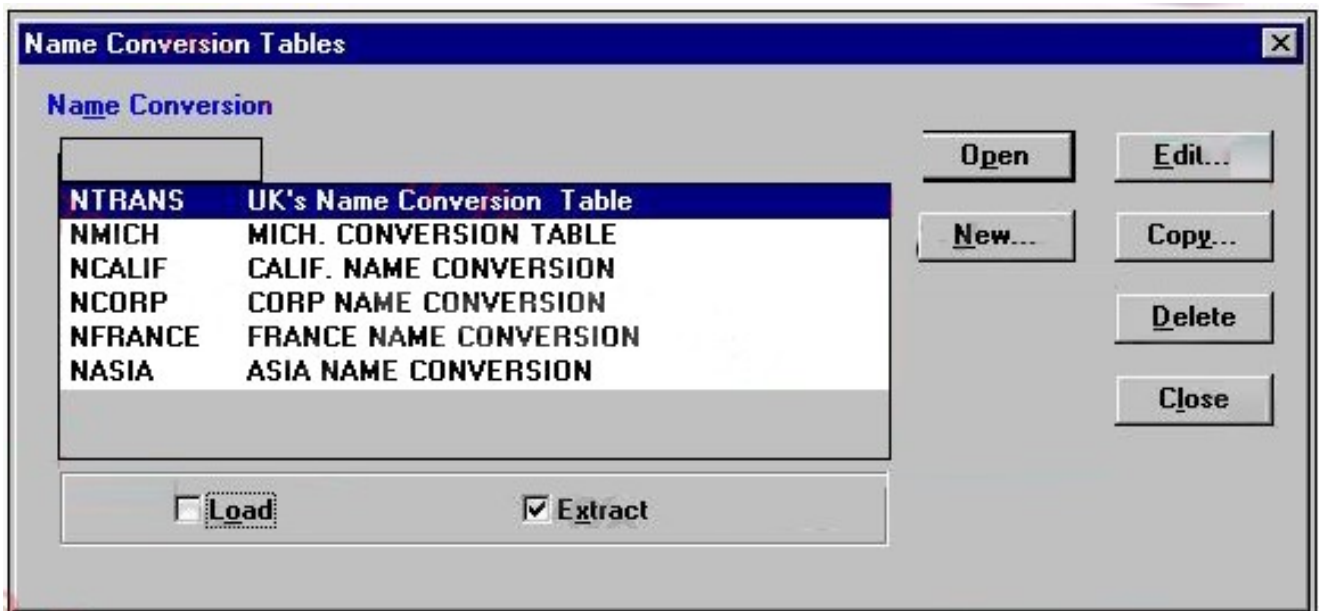 Name Conversion Tables
Name Conversion
Open Edit...
NTRANS UK's Name Conversion Table
NMICH MICH. CONVERSION TABLE
New... Copy...
NCALIF CALIF. NAME CONVERSION
NCORP CORP NAME CONVERSION
Delete
NFRANCE FRANCE NAME CONVERSION
NASIA ASIA NAME CONVERSION
Close
Load Extract